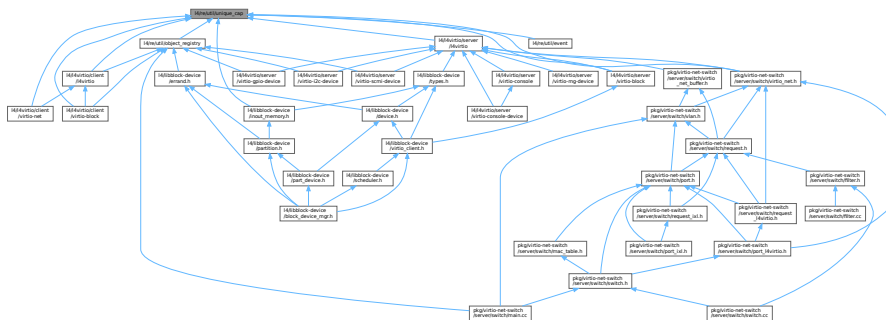 l4/re/util/unique_cap
l4/re/util/object_registry
l4/l4virtio/server
/l4virtio
l4/re/util/event
l4/l4virtio/client
/l4virtio
l4/libblock-device
/errand.h
l4/l4virtio/server
/virtio-gpio-device
l4/l4virtio/server
/virtio-i2c-device
l4/l4virtio/server
/virtio-scmi-device
l4/libblock-device
/types.h
l4/l4virtio/server
/virtio-console
l4/l4virtio/server
/virtio-rng-device
l4/l4virtio/server
/virtio-block
pkg/virtio-net-switch
/server/switch/virtio
_net_buffer.h
pkg/virtio-net-switch
/server/switch/virtio_net.h
l4/l4virtio/client
/virtio-net
l4/l4virtio/client
/virtio-block
l4/libblock-device
/inout_memory.h
l4/libblock-device
/device.h
l4/l4virtio/server
/virtio-console-device
pkg/virtio-net-switch
/server/switch/vlan.h
l4/libblock-device
/partition.h
l4/libblock-device
/virtio_client.h
pkg/virtio-net-switch
/server/switch/request.h
l4/libblock-device
/part_device.h
l4/libblock-device
/scheduler.h
pkg/virtio-net-switch
/server/switch/port.h
pkg/virtio-net-switch
/server/switch/filter.h
l4/libblock-device
/block_device_mgr.h
pkg/virtio-net-switch
/server/switch/request_ixl.h
pkg/virtio-net-switch
/server/switch/request
_l4virtio.h
pkg/virtio-net-switch
/server/switch/filter.cc
pkg/virtio-net-switch
/server/switch/mac_table.h
pkg/virtio-net-switch
/server/switch/port_ixl.h
pkg/virtio-net-switch
/server/switch/port_l4virtio.h
pkg/virtio-net-switch
/server/switch/switch.h
pkg/virtio-net-switch
/server/switch/main.cc
pkg/virtio-net-switch
/server/switch/switch.cc